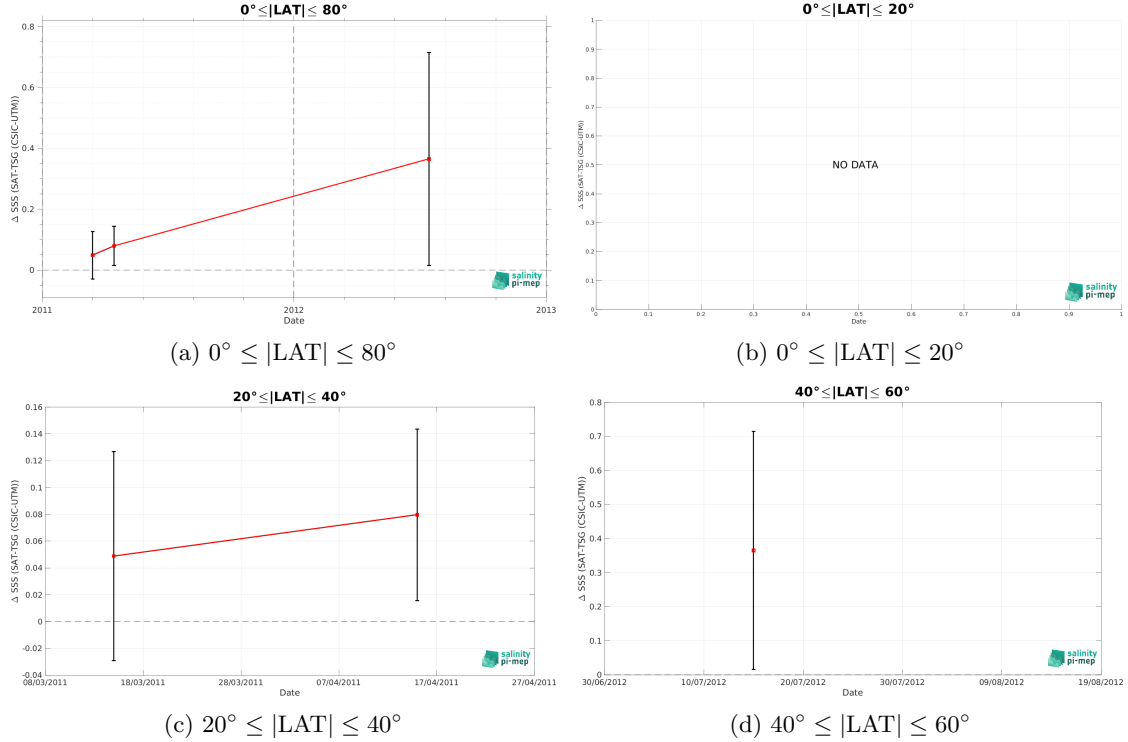 0°≤|LAT|≤ 80°
Δ SSS (SAT-TSG (CSIC-UTM))
0.8
0.6
0.4
0.2
0
2011
2012
2013
Date
salinity
pi-mep
(a) 0° ≤ |LAT| ≤ 80°
0°≤|LAT|≤ 20°
Δ SSS (SAT-TSG (CSIC-UTM))
1
0.9
0.8
0.7
0.6
0.5
0.4
0.3
0.2
0.1
0
NO DATA
0 0.1 0.2 0.3 0.4 0.5 0.6 0.7 0.8 0.9 1
Date
salinity
pi-mep
(b) 0° ≤ |LAT| ≤ 20°
20°≤|LAT|≤ 40°
Δ SSS (SAT-TSG (CSIC-UTM))
0.16
0.14
0.12
0.1
0.08
0.06
0.04
0.02
0
-0.02
-0.04
08/03/2011 18/03/2011 28/03/2011 07/04/2011 17/04/2011 27/04/2011
Date
salinity
pi-mep
(c) 20° ≤ |LAT| ≤ 40°
40°≤|LAT|≤ 60°
Δ SSS (SAT-TSG (CSIC-UTM))
0.8
0.7
0.6
0.5
0.4
0.3
0.2
0.1
0
30/06/2012 10/07/2012 20/07/2012 30/07/2012 09/08/2012 19/08/2012
Date
salinity
pi-mep
(d) 40° ≤ |LAT| ≤ 60°